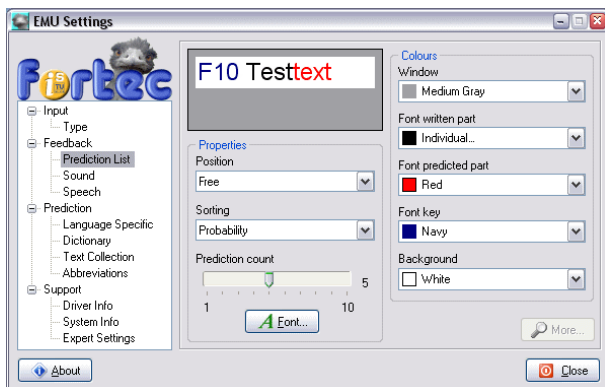 EMU Settings
Fortec
iS
TU
Input
Type
Feedback
Prediction List
Sound
Speech
Prediction
Language Specific
Dictionary
Text Collection
Abbreviations
Support
Driver Info
System Info
Expert Settings
F10 Testtext
Properties
Position
Free
Sorting
Probability
Prediction count
5
1 10
A Font...
Colours
Window
Medium Gray
Font written part
Individual...
Font predicted part
Red
Font key
Navy
Background
White
More...
About
Close